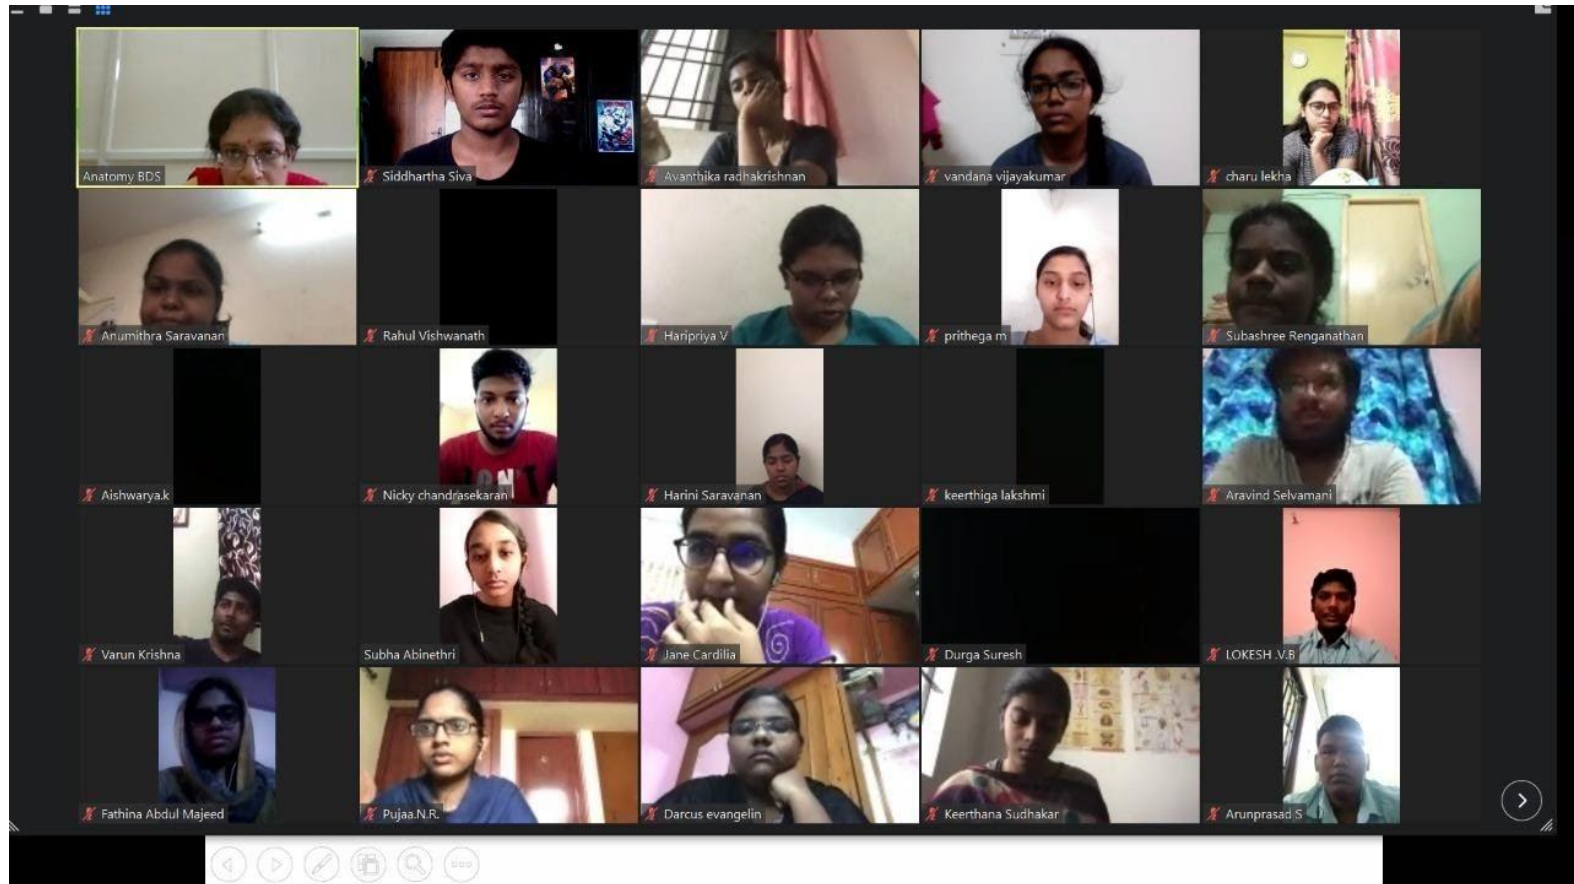 Anatomy BDS
Siddhartha Siva
Avanthika radhakrishnan
vandana vijayakumar
charu lekha
Anumithra Saravanan
Rahul Vishwanath
Haripriya V
prithega m
Subashree Renganathan
Aishwarya.k
Nicky chandrasekaran
Harini Saravanan
keerthiga lakshmi
Aravind Selvamani
Varun Krishna
Subha Abinethri
Jane Cardilia
Durga Suresh
LOKESH .V.B
Fathina Abdul Majeed
Pujaa.N.R.
Darcus evangelin
Keerthana Sudhakar
Arunprasad S